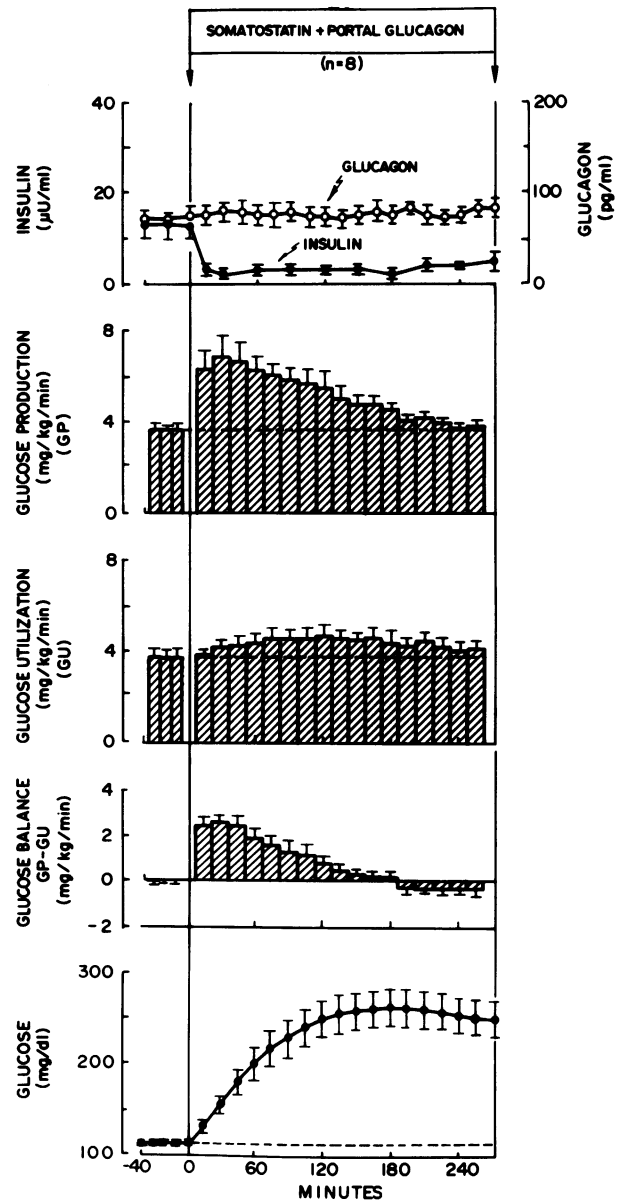 SOMATOSTATIN + PORTAL GLUCAGON
(n=8)
40
20
0
INSULIN
(µU/ml)
200
100
0
GLUCAGON
(pg/ml)
GLUCAGON
INSULIN
8
4
0
GLUCOSE PRODUCTION
(mg/kg/min)
(GP)
8
4
0
GLUCOSE UTILIZATION
(mg/kg/min)
(GU)
4
2
0
-2
GLUCOSE BALANCE
GP-GU
(mg/kg/min)
300
200
100
GLUCOSE
(mg/dl)
-40 0 60 120 180 240
MINUTES